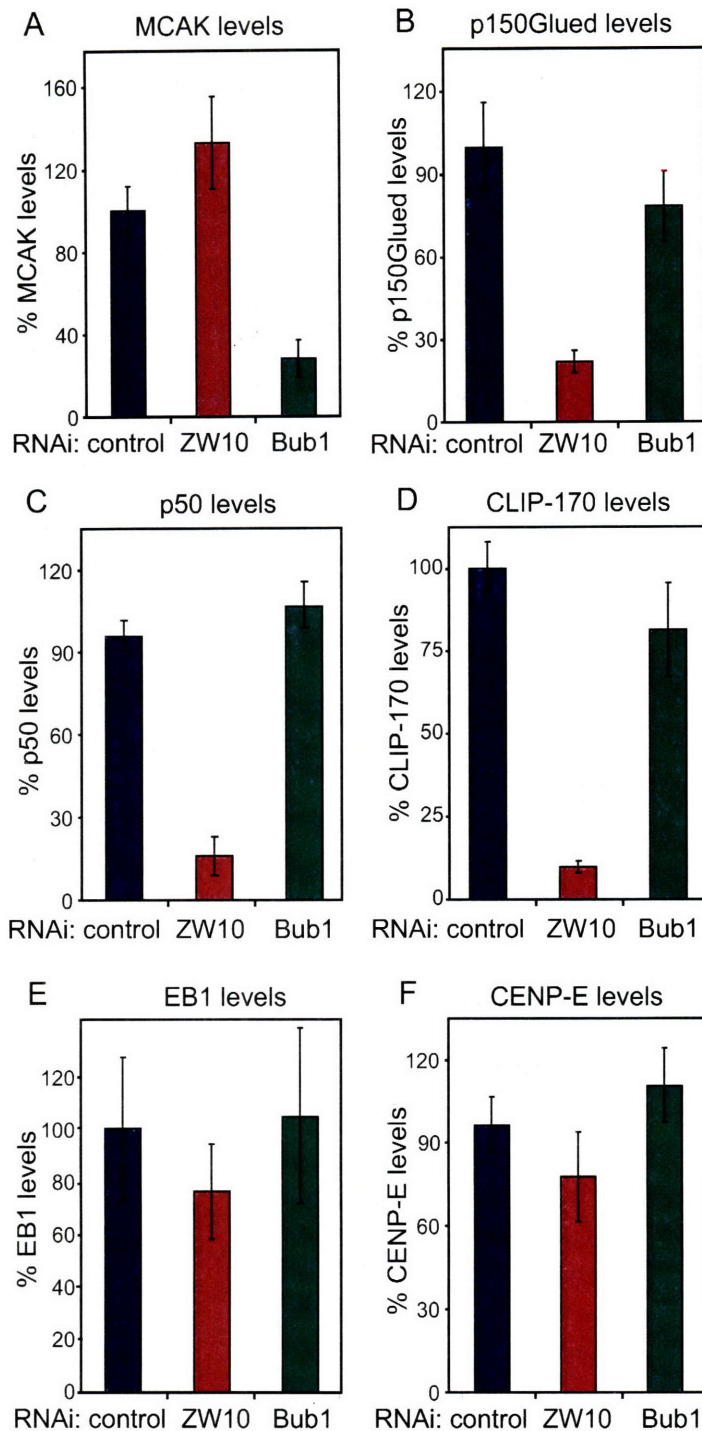 A
MCAK levels
% MCAK levels
160
120
80
40
0
RNAi: control ZW10 Bub1
B
p150Glued levels
% p150Glued levels
120
90
60
30
0
RNAi: control ZW10 Bub1
C
p50 levels
% p50 levels
120
90
60
30
0
RNAi: control ZW10 Bub1
D
CLIP-170 levels
% CLIP-170 levels
100
75
50
25
0
RNAi: control ZW10 Bub1
E
EB1 levels
% EB1 levels
120
100
80
60
40
20
0
RNAi: control ZW10 Bub1
F
CENP-E levels
% CENP-E levels
120
90
60
30
0
RNAi: control ZW10 Bub1